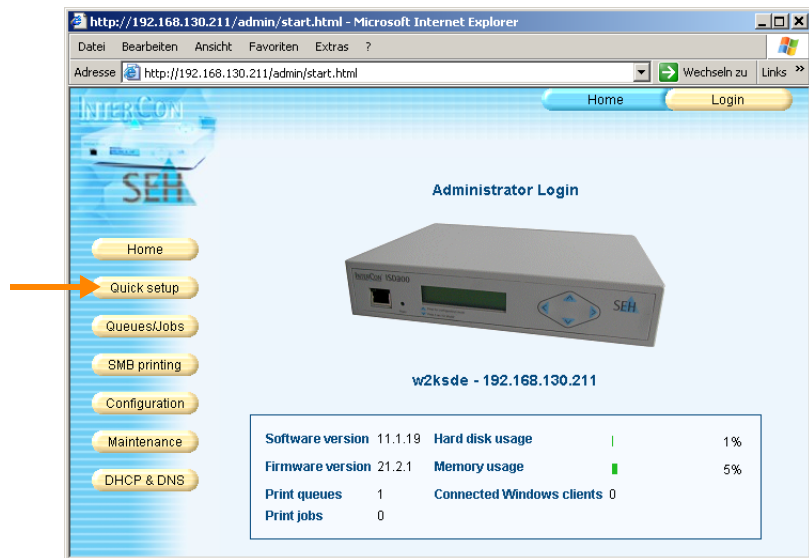 http://192.168.130.211/admin/start.html - Microsoft Internet Explorer
Datei Bearbeiten Ansicht Favoriten Extras ?
Adresse http://192.168.130.211/admin/start.html Wechseln zu Links »
INTERCON
Home Login
SEH
Administrator Login
Home
InterCon ISD300
SEH
Quick setup
Queues/Jobs
SMB printing
w2ksde - 192.168.130.211
Configuration
Maintenance
DHCP & DNS
Software version 11.1.19 Hard disk usage 1%
Firmware version 21.2.1 Memory usage 5%
Print queues 1 Connected Windows clients 0
Print jobs 0